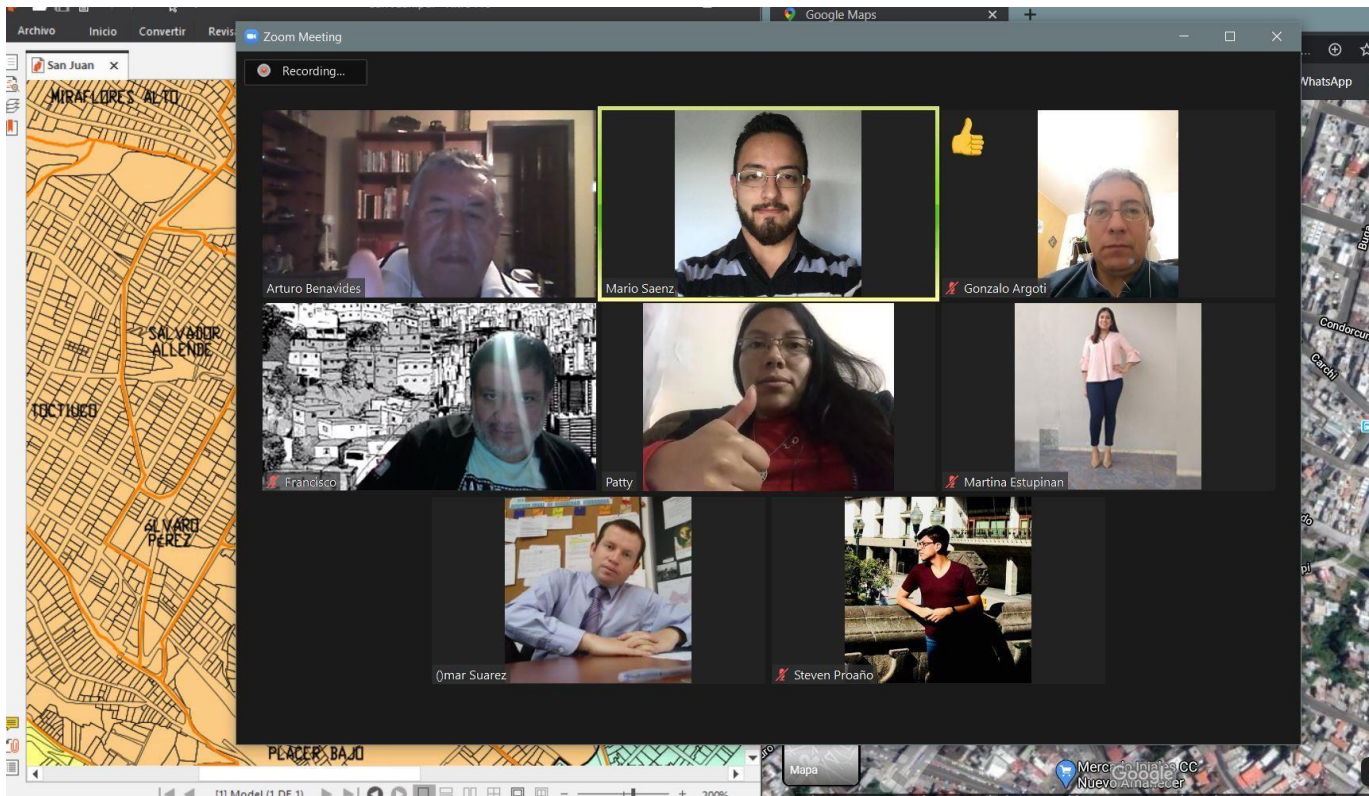 Google Maps
Archivo
Inicio
Convertir
Zoom Meeting
San Juan
Recording...
WhatsApp
MIRAFLORES ALTO
Arturo Benavides
Mario Saenz
Gonzalo Argoti
SALVADOR
ALLENDE
Carchi
TOCTIUCO
Francisco
Patty
Martina Estupinan
ALVARO
PEREZ
()mar Suarez
Steven Proaño
PLACER BAJO
Mapa
Google
Nuevo Amanecer
[1] Model (1 DE 1)
200%